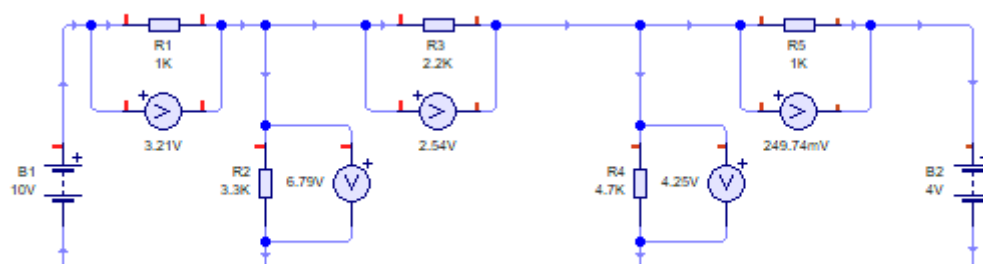 R1
1K
+
3.21V
R3
2.2K
+
2.54V
R5
1K
+
249.74mV
B1
10V
+
R2
3.3K
6.79V
+
V
R4
4.7K
4.25V
+
V
B2
4V
+